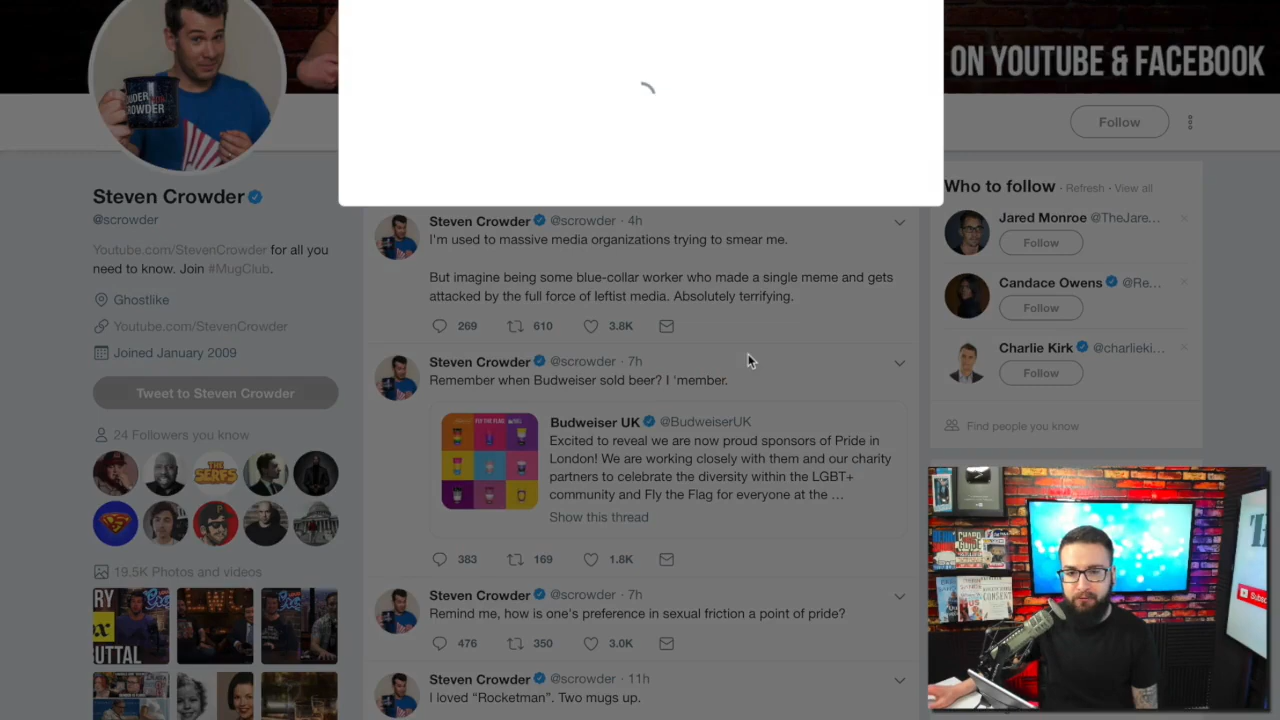 ON YOUTUBE & FACEBOOK
Follow
Steven Crowder
@scrowder
Youtube.com/StevenCrowder for all you
need to know. Join #MugClub.
Ghostlike
Youtube.com/StevenCrowder
Joined January 2009
Tweet to Steven Crowder
24 Followers you know
THE
SERFS
19.5K Photos and videos
UTTAL
Steven Crowder @scrowder · 4h
I'm used to massive media organizations trying to smear me.
But imagine being some blue-collar worker who made a single meme and gets
attacked by the full force of leftist media. Absolutely terrifying.
269 610 3.8K
Steven Crowder @scrowder · 7h
Remember when Budweiser sold beer? I 'member.
FLY THE FLAG
Budweiser UK @BudweiserUK
Excited to reveal we are now proud sponsors of Pride in
London! We are working closely with them and our charity
partners to celebrate the diversity within the LGBT+
community and Fly the Flag for everyone at the ...
Show this thread
383 169 1.8K
Steven Crowder @scrowder · 7h
Remind me, how is one's preference in sexual friction a point of pride?
476 350 3.0K
Steven Crowder @scrowder · 11h
I loved “Rocketman”. Two mugs up.
Who to follow · Refresh · View all
Jared Monroe @TheJare...
Follow
Candace Owens @Re...
Follow
Charlie Kirk @charlieki...
Follow
Find people you know